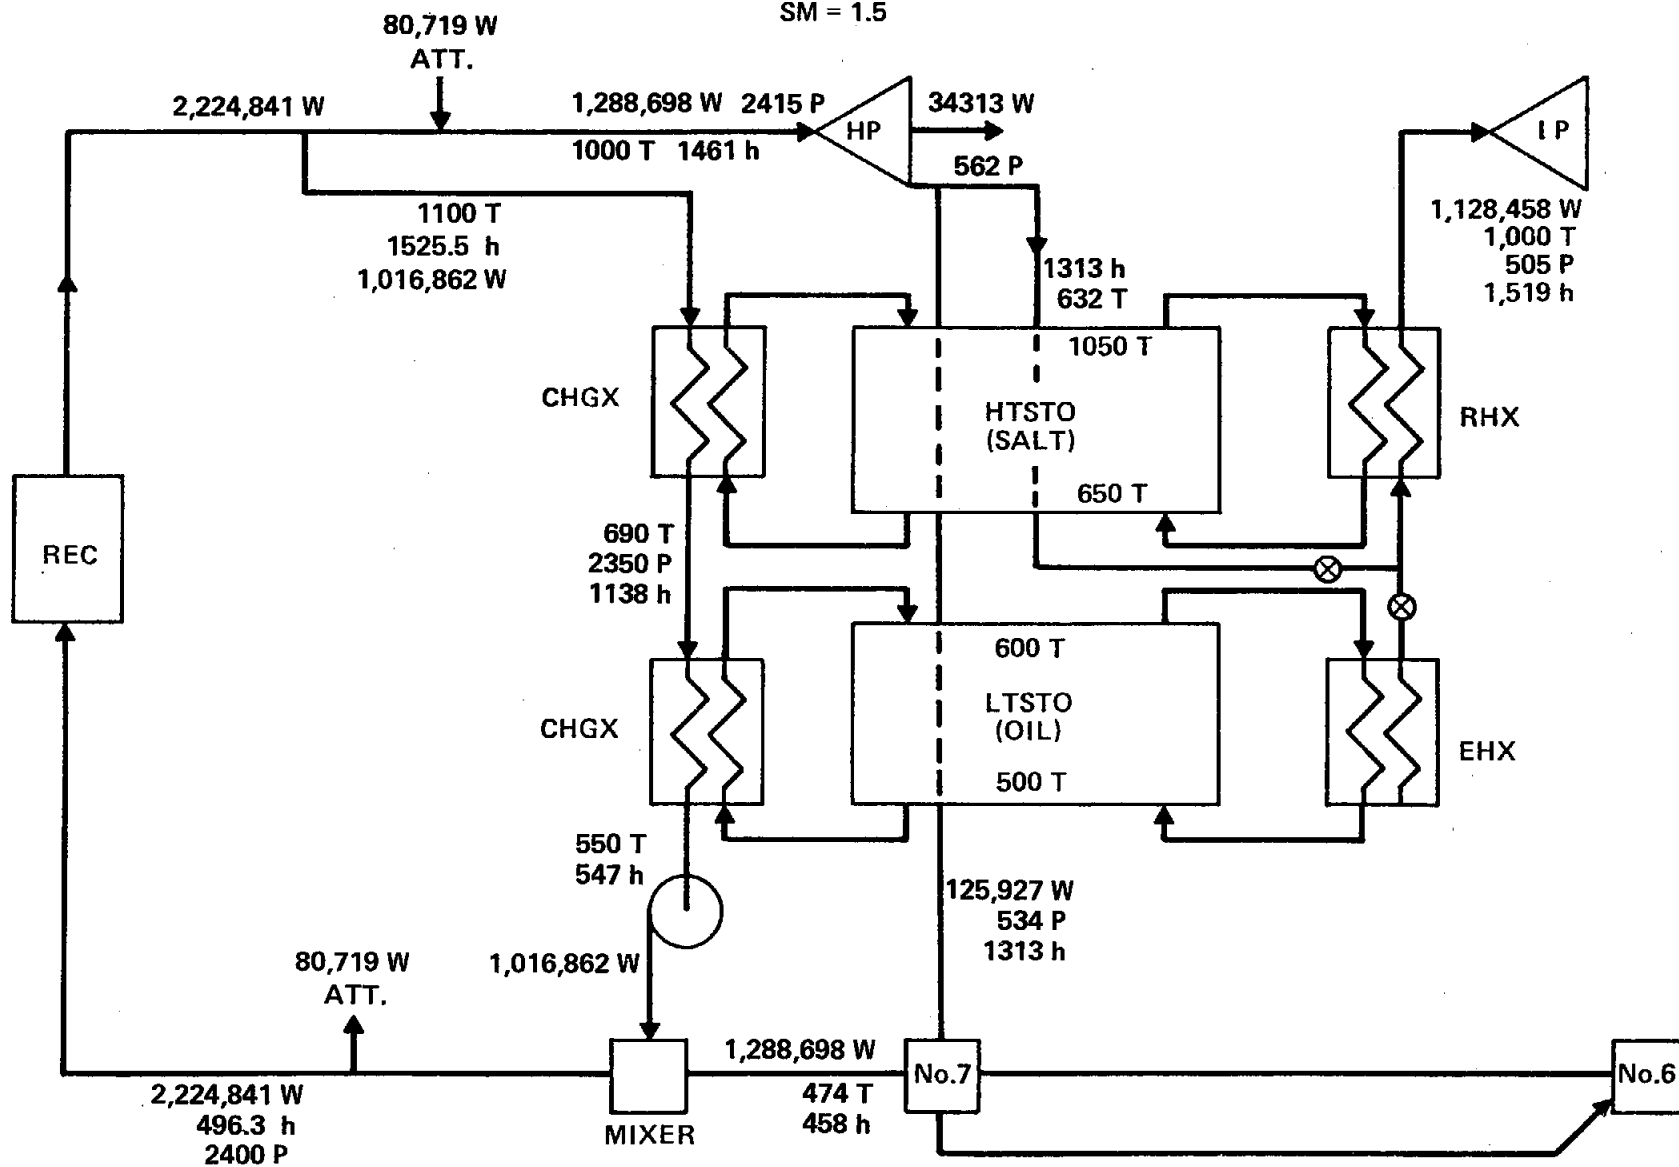 SM = 1.5
80,719 W
ATT.
2,224,841 W
1,288,698 W 2415 P
1000 T 1461 h
HP
34313 W
562 P
I P
1,128,458 W
1,000 T
505 P
1,519 h
1100 T
1525.5 h
1,016,862 W
1313 h
632 T
CHGX
1050 T
HTSTO
(SALT)
650 T
RHX
REC
690 T
2350 P
1138 h
CHGX
600 T
LTSTO
(OIL)
500 T
EHX
550 T
547 h
125,927 W
534 P
1313 h
1,016,862 W
80,719 W
ATT.
1,288,698 W
474 T
458 h
No.7
No.6
2,224,841 W
496.3 h
2400 P
MIXER